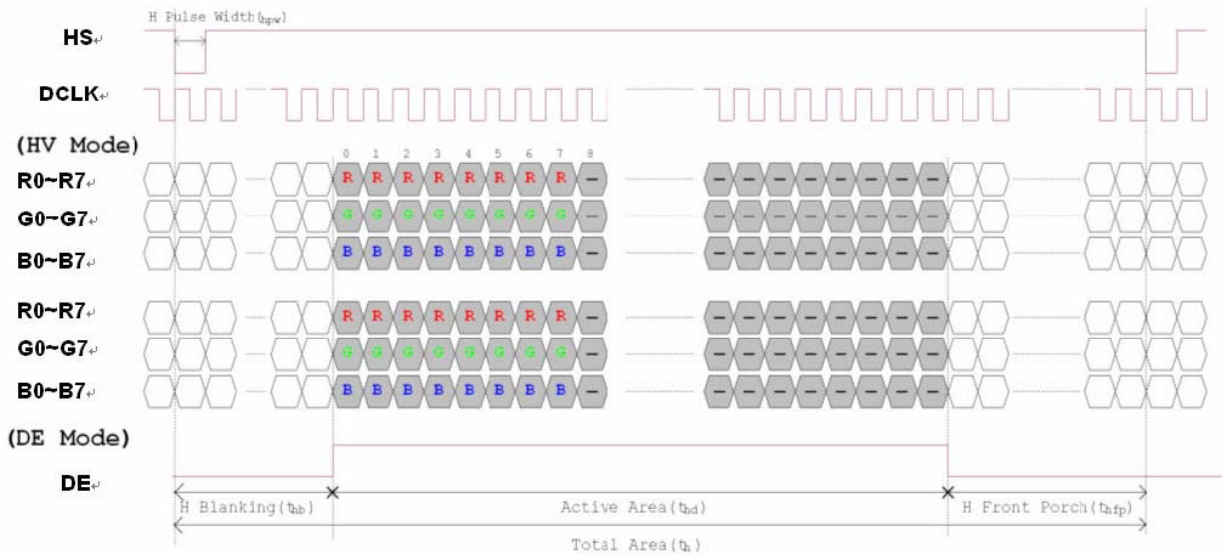 H Pulse Width(thpw)
HS
DCLK
(HV Mode)
0 1 2 3 4 5 6 7 8
R0~R7 R R R R R R R R
G0~G7 G G G G G G G G
B0~B7 B B B B B B B B
R0~R7 R R R R R R R R
G0~G7 G G G G G G G G
B0~B7 B B B B B B B B
(DE Mode)
DE
H Blanking(thb) Active Area(thd) H Front Porch(thfp)
Total Area(th)